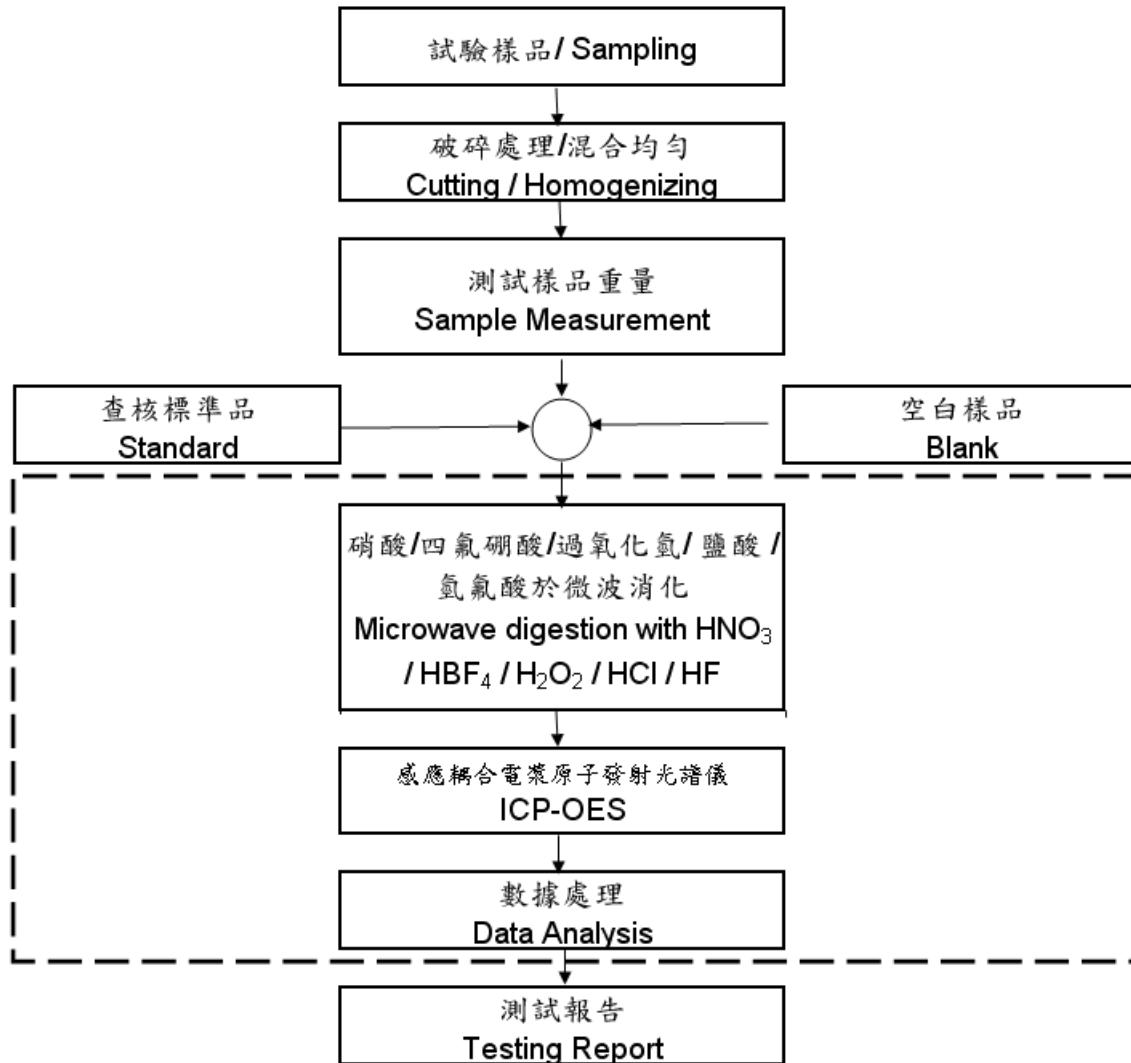 試驗樣品/ Sampling
破碎處理/混合均勻
Cutting / Homogenizing
測試樣品重量
Sample Measurement
查核標準品
Standard
空白樣品
Blank
硝酸/四氟硼酸/過氧化氫/ 鹽酸 /
氫氟酸於微波消化
Microwave digestion with HNO₃
/ HBF₄ / H₂O₂ / HCl / HF
感應耦合電漿原子發射光譜儀
ICP-OES
數據處理
Data Analysis
測試報告
Testing Report